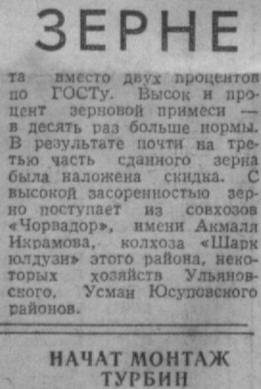 ЗЕРНЕ
та вместо двух процентов
по ГОСТу. Высок и про-
цент зерновой примеси —
в десять раз больше нормы.
В результате почти на тре-
тью часть сданного зерна
была наложена скидка. С
высокой засоренностью зер-
но поступает из совхозов
«Чорвадор», имени Акмаля
Икрамова, колхоза «Шарк
юлдузи» этого района, неко-
торых хозяйств Ульянов-
ского, Усман Юсуповского
районов.
НАЧАТ МОНТАЖ
ТУРБИН